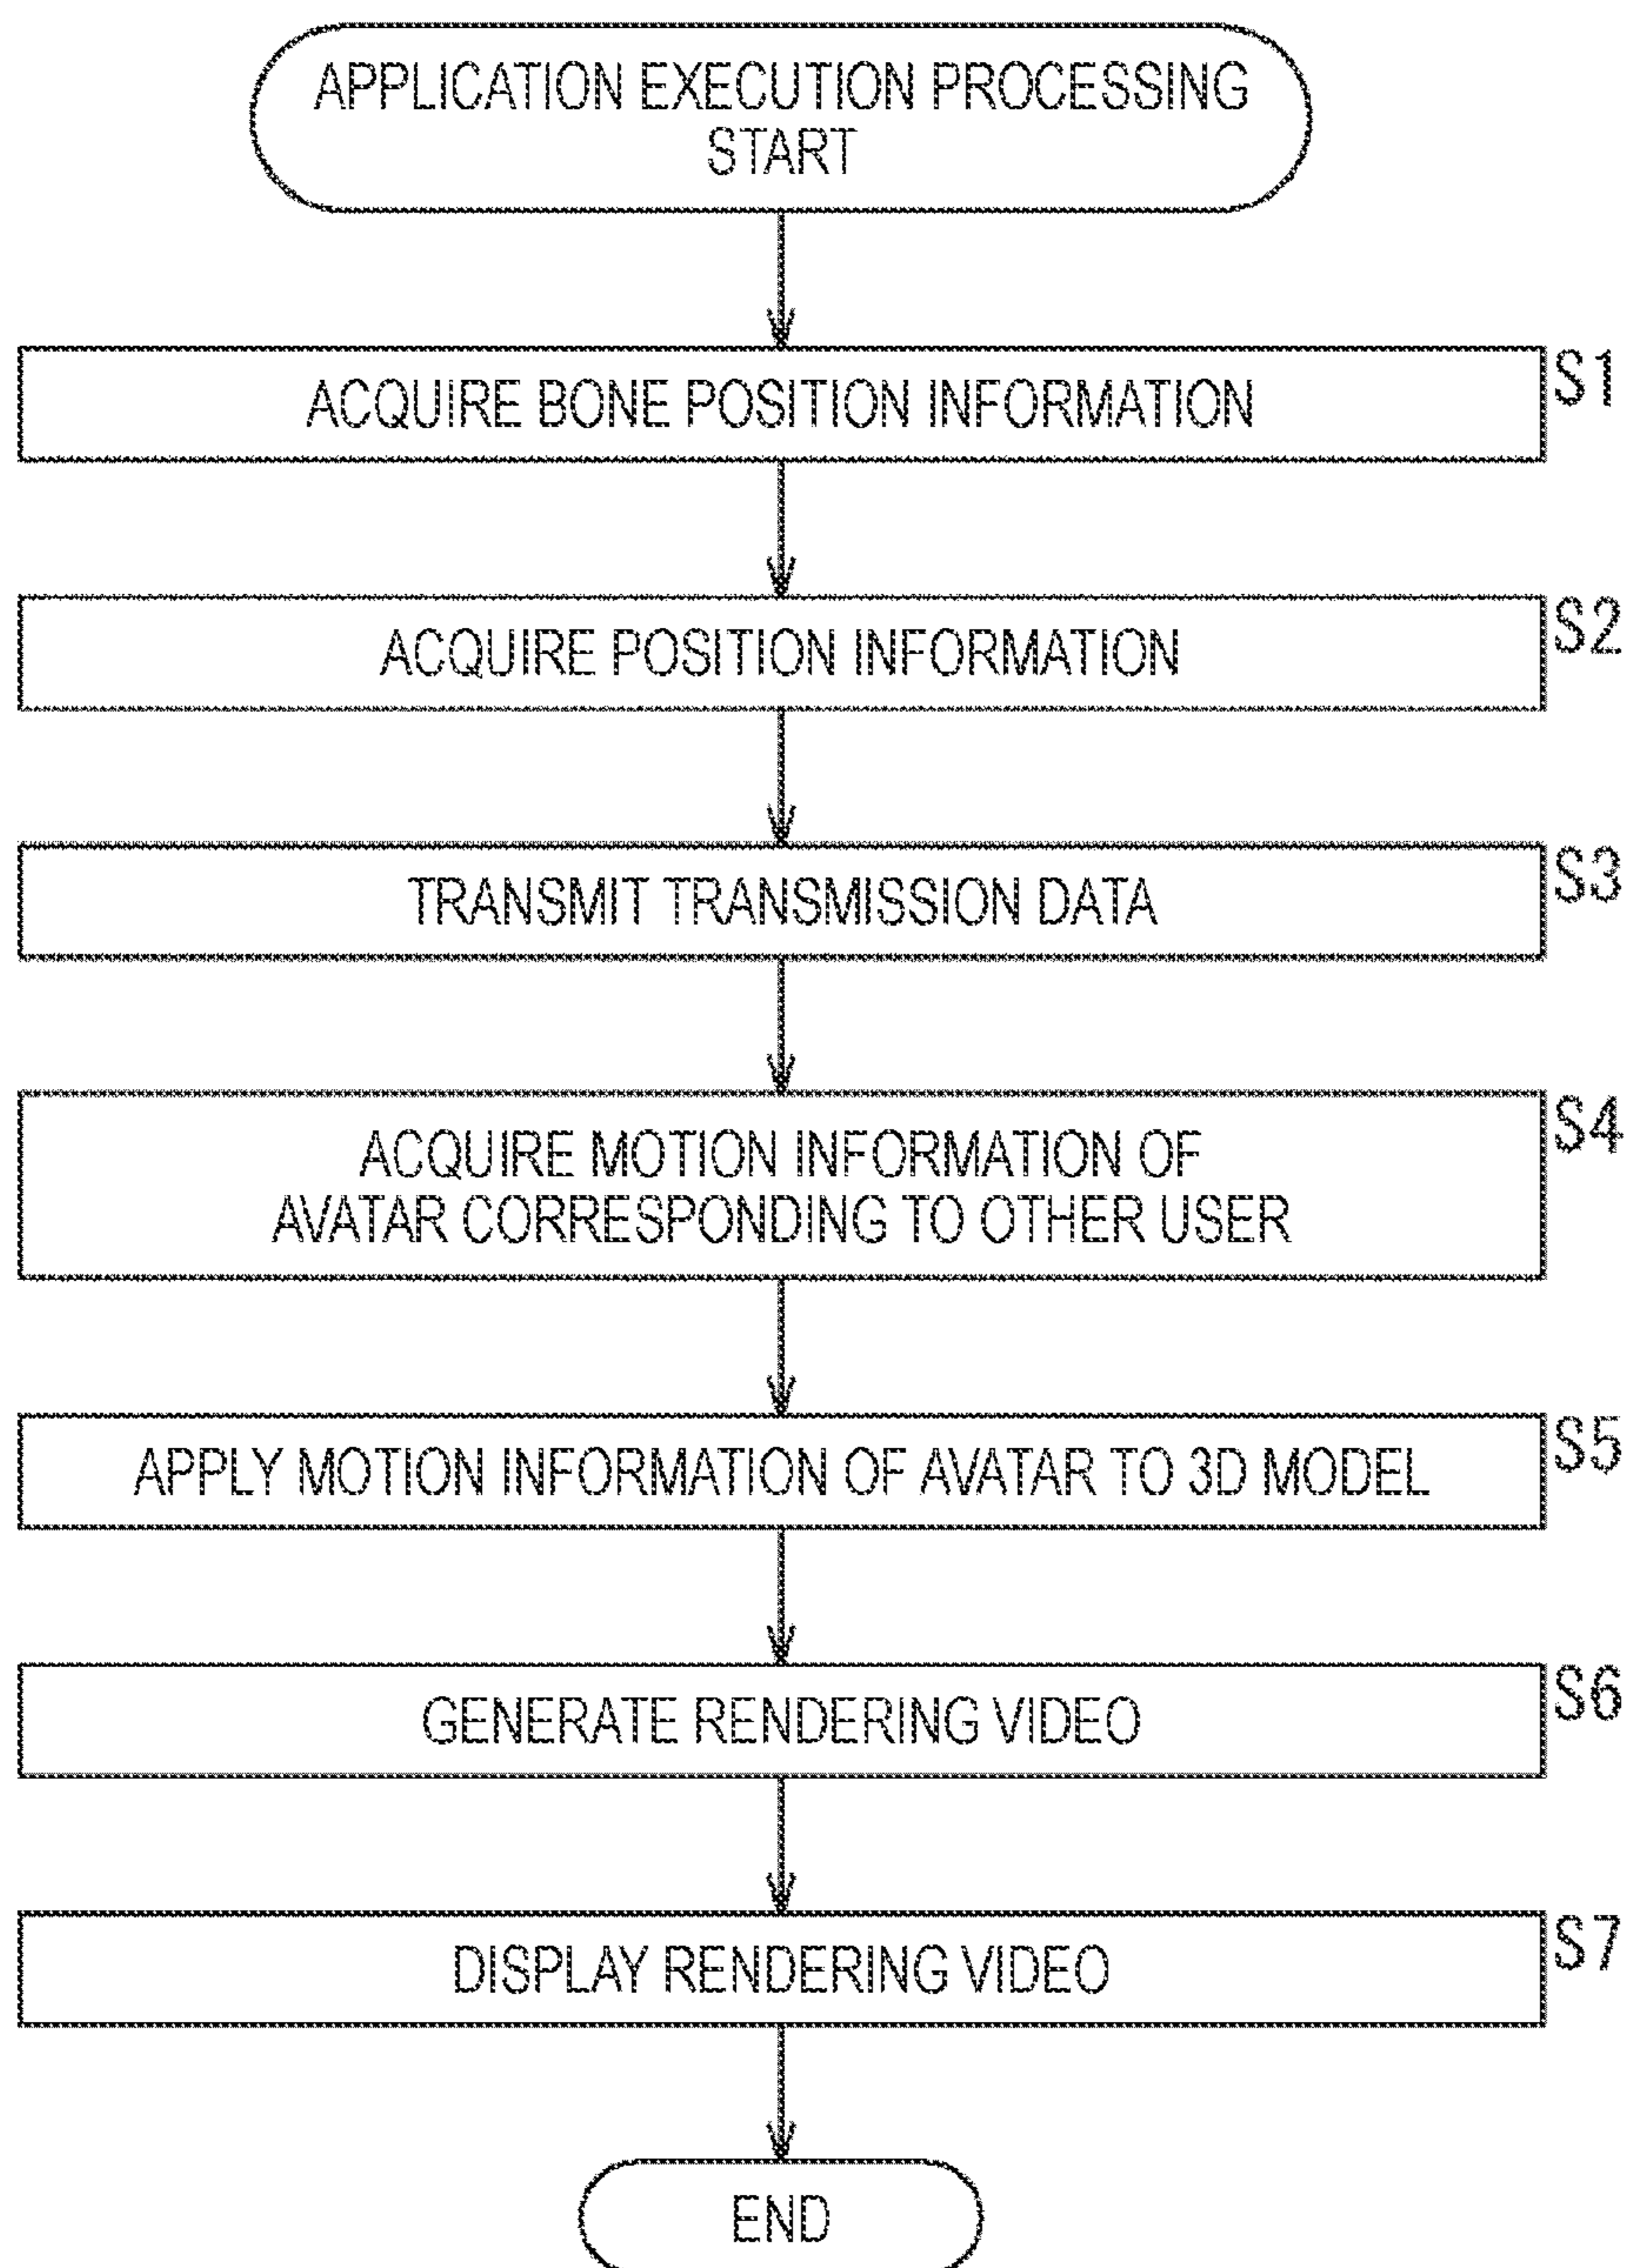 APPLICATION EXECUTION PROCESSING
START
ACQUIRE BONE POSITION INFORMATION
S1
ACQUIRE POSITION INFORMATION
S2
TRANSMIT TRANSMISSION DATA
S3
ACQUIRE MOTION INFORMATION OF
AVATAR CORRESPONDING TO OTHER USER
S4
APPLY MOTION INFORMATION OF AVATAR TO 3D MODEL
S5
GENERATE RENDERING VIDEO
S6
DISPLAY RENDERING VIDEO
S7
END